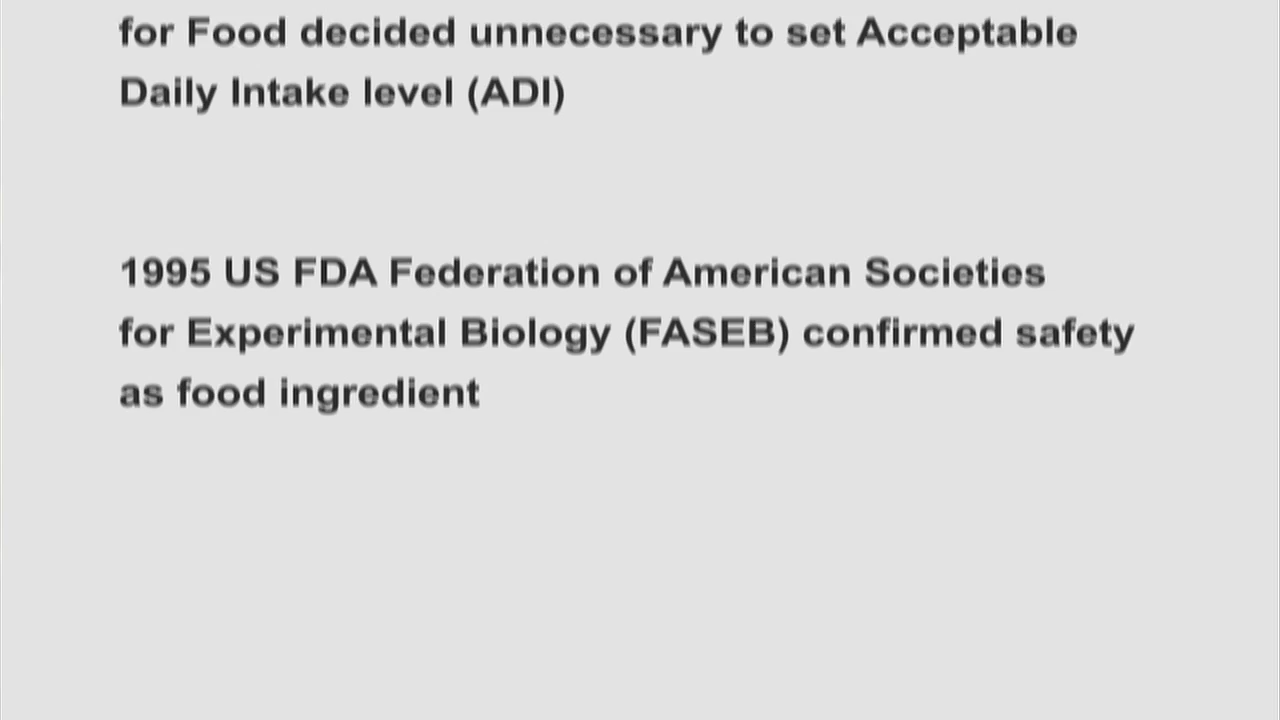 for Food decided unnecessary to set Acceptable
Daily Intake level (ADI)
1995 US FDA Federation of American Societies
for Experimental Biology (FASEB) confirmed safety
as food ingredient